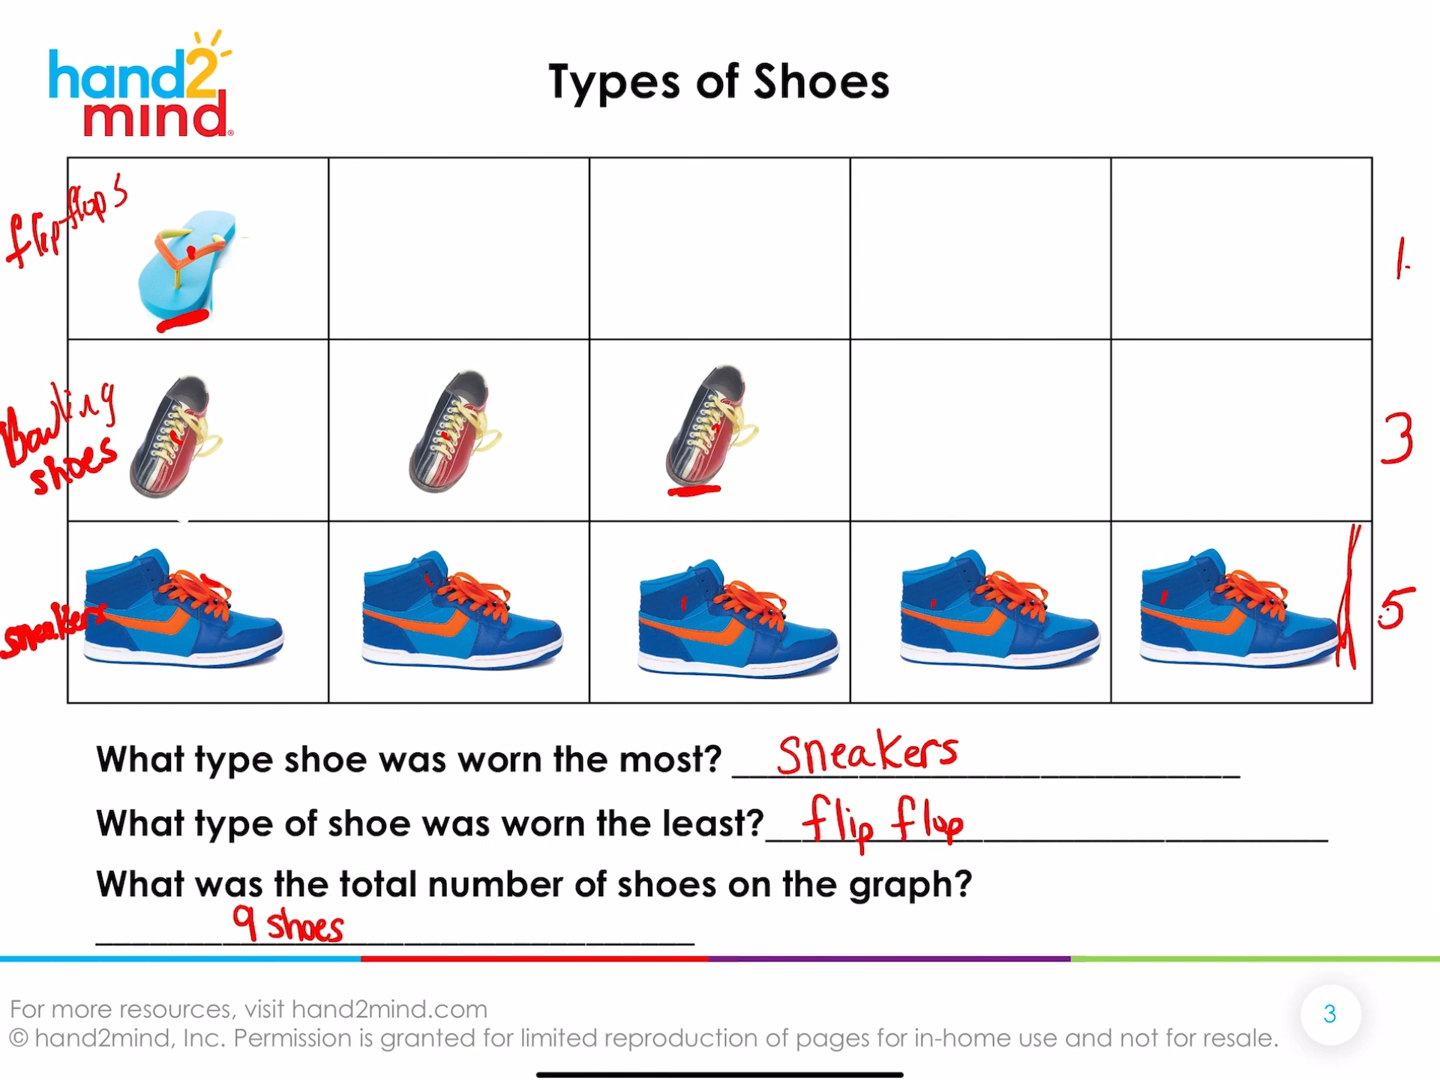 hand2
mind
Types of Shoes
flipflops
1.
Bowling
shoes
3
sneakers
5
What type shoe was worn the most? sneakers
What type of shoe was worn the least? flip flop
What was the total number of shoes on the graph?
9 shoes
For more resources, visit hand2mind.com
© hand2mind, Inc. Permission is granted for limited reproduction of pages for in-home use and not for resale.
3